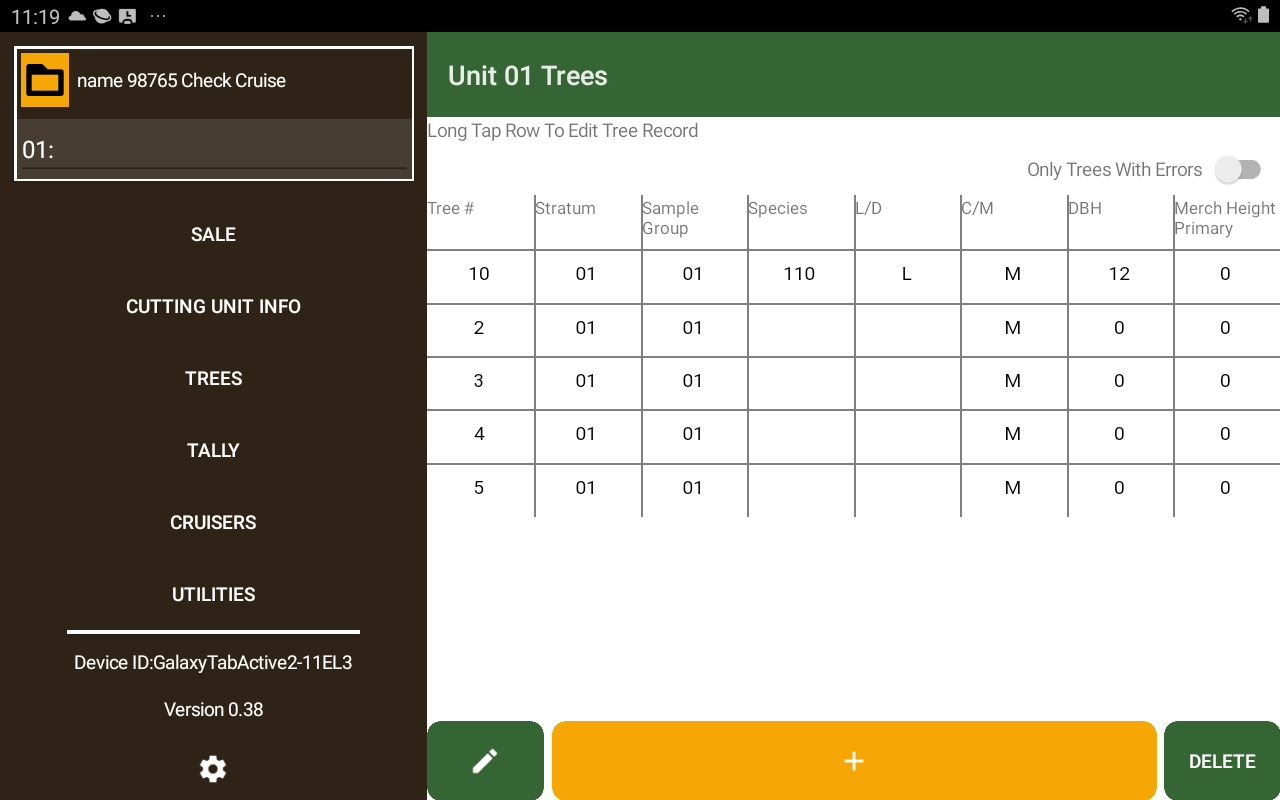 11:19
name 98765 Check Cruise
01:
SALE
CUTTING UNIT INFO
TREES
TALLY
CRUISERS
UTILITIES
Device ID:GalaxyTabActive2-11EL3
Version 0.38
Unit 01 Trees
Long Tap Row To Edit Tree Record
Only Trees With Errors
Tree # Stratum Sample Group Species L/D C/M DBH Merch Height Primary
10 01 01 110 L M 12 0
2 01 01 M 0 0
3 01 01 M 0 0
4 01 01 M 0 0
5 01 01 M 0 0
+
DELETE